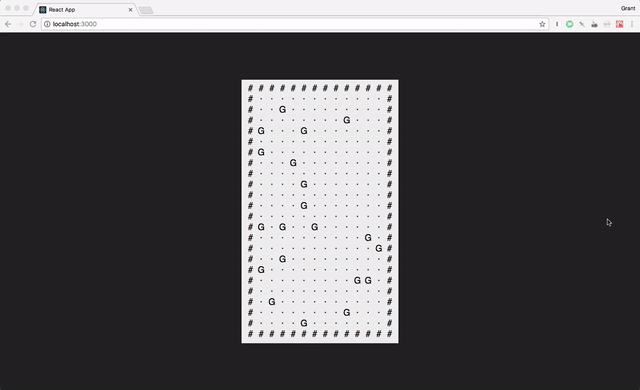 React App
Grant
localhost:3000
# # # # # # # # # # # # # #
# · · · · · · · · · · · · #
# · · G · · · · · · · · · #
# · · · · · · · · G · · · #
# G · · · G · · · · · · · #
# · · · · · · · · · · · · #
# G · · · · · · · · · · · #
# · · · G · · · · · · · · #
# · · · · · · · · · · · · #
# · · · · G · · · · · · · #
# · · · · · · · · · · · · #
# · · · · G · · · · · · · #
# · · · · · · · · · · · · #
# G · G · · G · · · · · · #
# · · · · · · · · · · G · #
# · · · · · · · · · · · G #
# · · G · · · · · · · · · #
# G · · · · · · · · · · · #
# · · · · · · · · · G G · #
# · · · · · · · · · · · · #
# · G · · · · · · · · · · #
# · · · · · · · · G · · · #
# · · · · G · · · · · · · #
# # # # # # # # # # # # # #